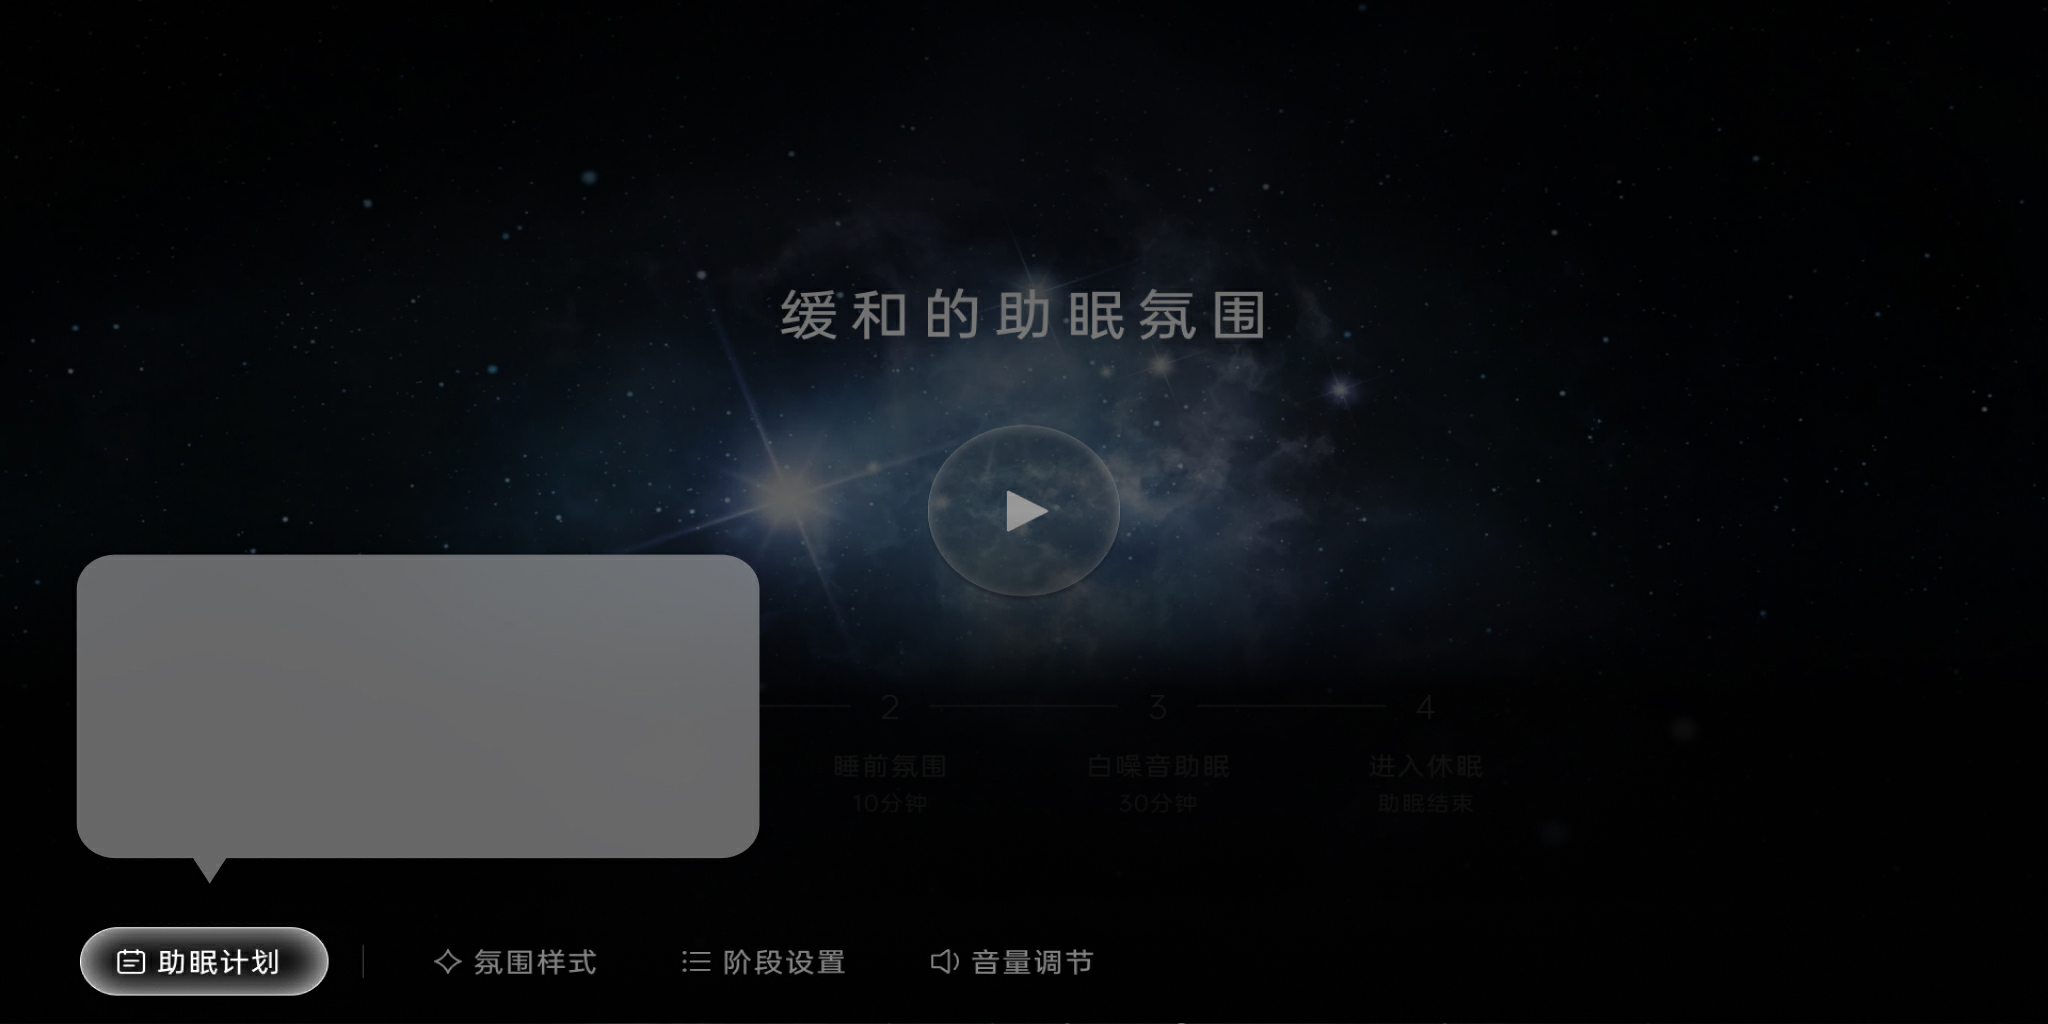 缓和的助眠氛围
2
3
4
睡前氛围
白噪音助眠
进入休眠
10分钟
30分钟
助眠结束
助眠计划
氛围样式
阶段设置
音量调节